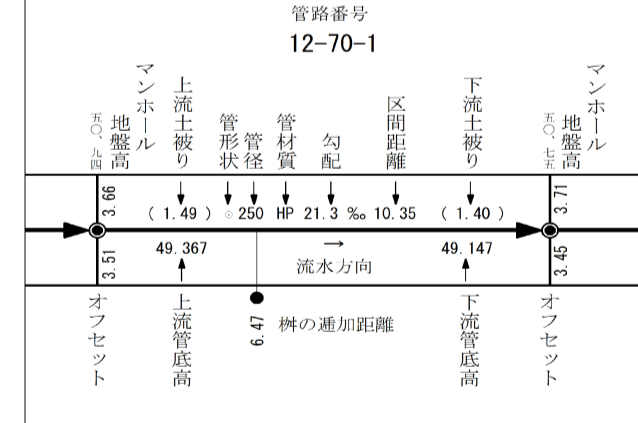 管路番号
12-70-1
マンホール
地盤高
五〇、九四
上流土被り
管形状
管径
管材質
勾配
区間距離
下流土被り
マンホール
地盤高
五〇、七五
3.66
( 1.49 ) ◎ 250 HP 21.3 ‰ 10.35 ( 1.40 )
3.71
3.51
49.367
→
流水方向
49.147
3.45
オフセット
上流管底高
6.47
桝の逓加距離
下流管底高
オフセット